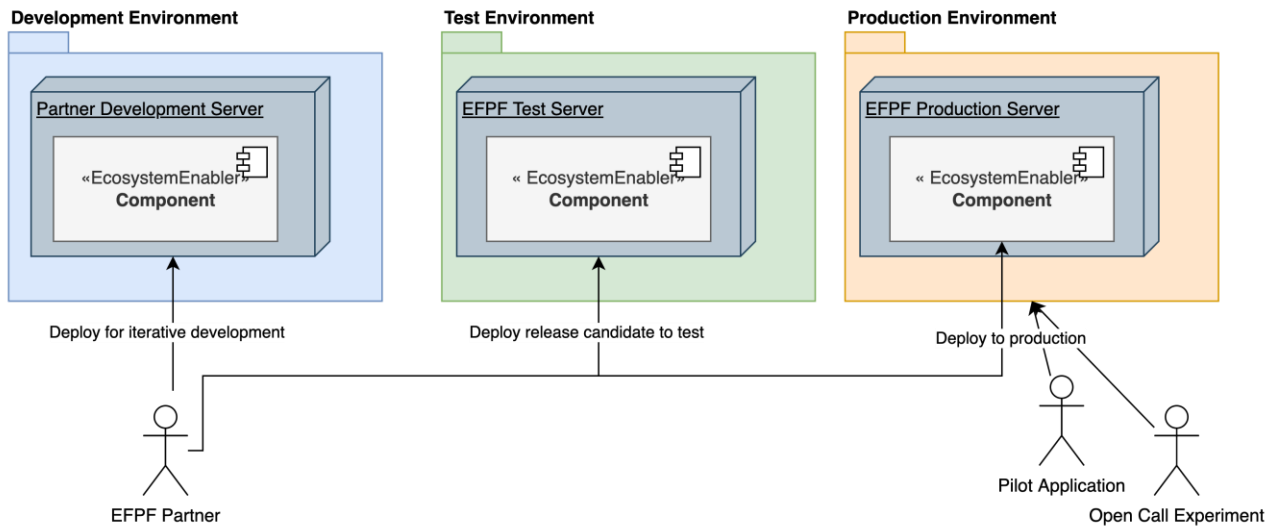 Development Environment
Test Environment
Production Environment
Partner Development Server
EFPF Test Server
EFPF Production Server
«EcosystemEnabler»
Component
« EcosystemEnabler»
Component
« EcosystemEnabler»
Component
Deploy for iterative development
Deploy release candidate to test
Deploy to production
EFPF Partner
Pilot Application
Open Call Experiment